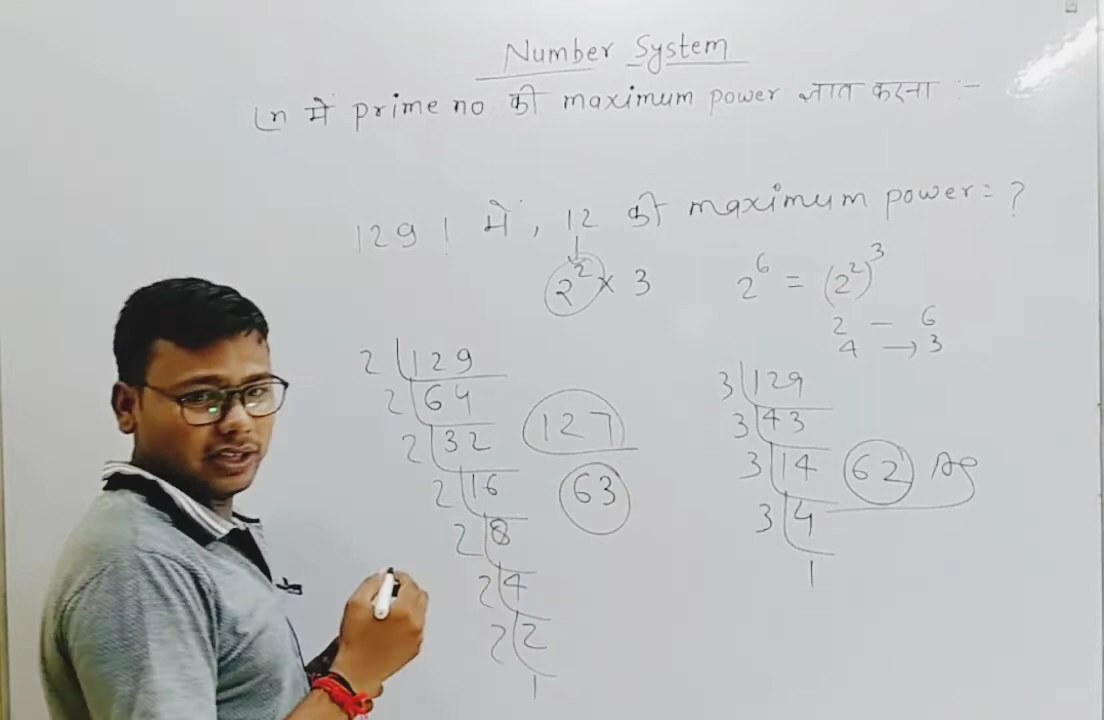 Number System
Ln में prime no की maximum power ज्ञात करना :-
129! में, 12 की maximum power = ?
2² × 3
2⁶ = (2²)³
2 — 6
4 → 3
2 129
2 64
2 32
2 16
2 8
2 4
2 2
1
127
63
3 129
3 43
3 14
3 4
1
62 Ans